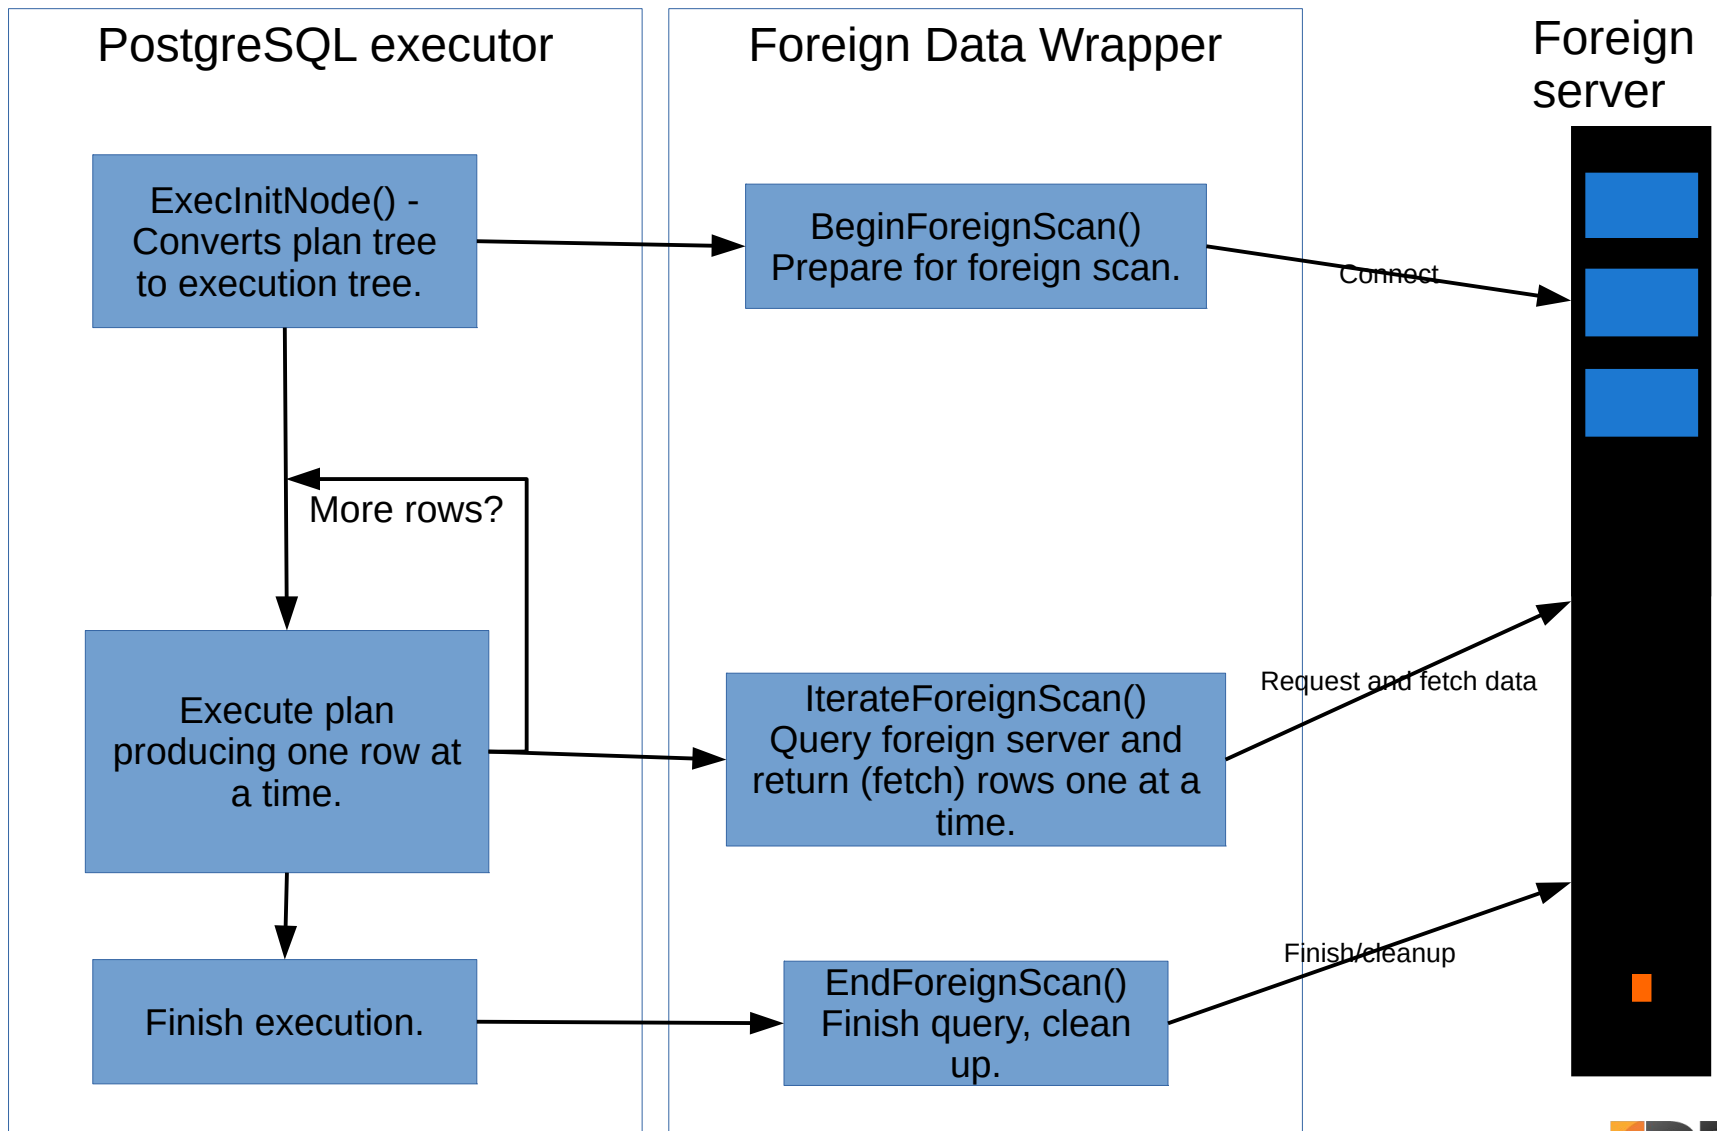 PostgreSQL executor
Foreign Data Wrapper
Foreign
server
ExecInitNode() -
Converts plan tree
to execution tree.
BeginForeignScan()
Prepare for foreign scan.
Connect
More rows?
Execute plan
producing one row at
a time.
IterateForeignScan()
Query foreign server and
return (fetch) rows one at a
time.
Request and fetch data
Finish execution.
EndForeignScan()
Finish query, clean
up.
Finish/cleanup